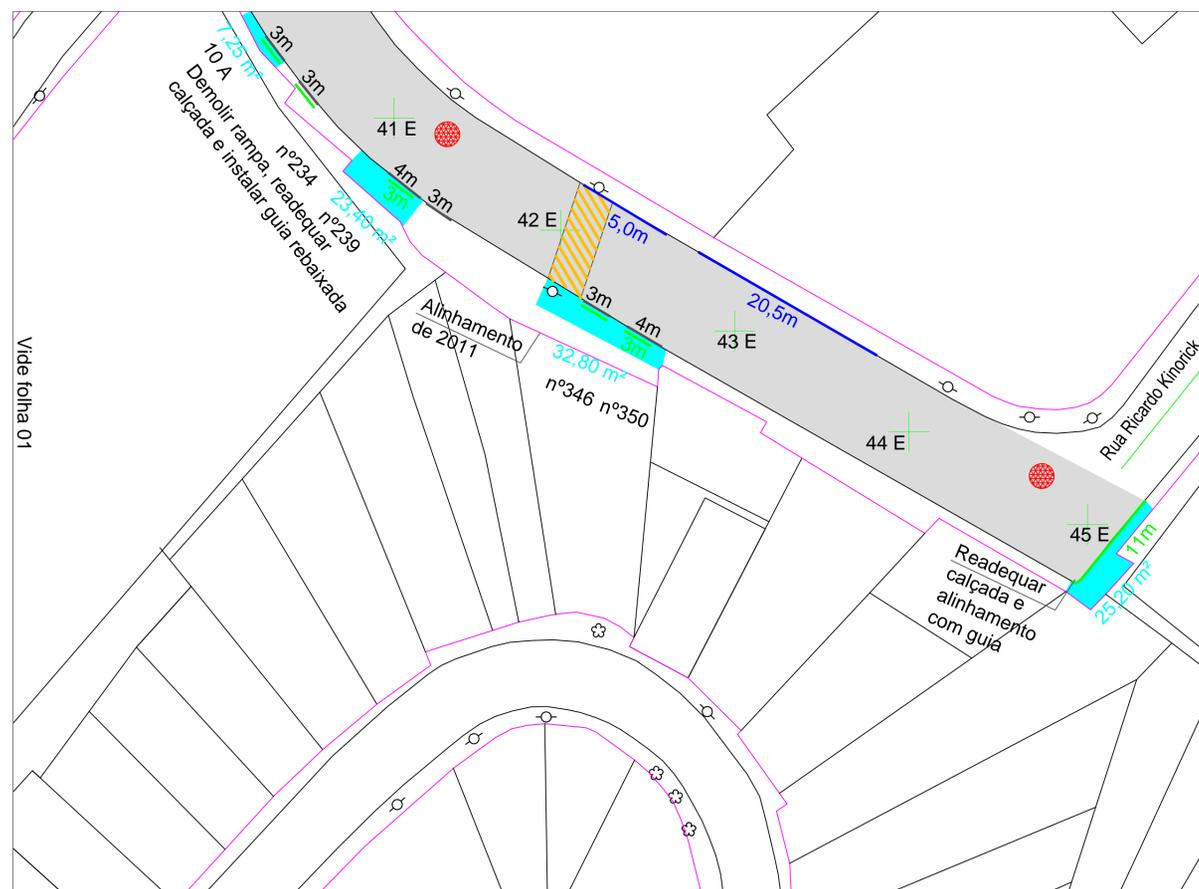 3m
7,25 m²
10 A
3m
Demolir rampa, readequar
calçada e instalar guia rebaixada
nº234
nº239
41 E
4m
3m
3m
23,40 m²
42 E
5,0m
3m
4m
3m
20,5m
43 E
Alinhamento
de 2011
32,80 m²
nº346 nº350
Vide folha 01
44 E
Rua Ricardo Kinorick
45 E
11m
25,20 m²
Readequar
calçada e
alinhamento
com guia